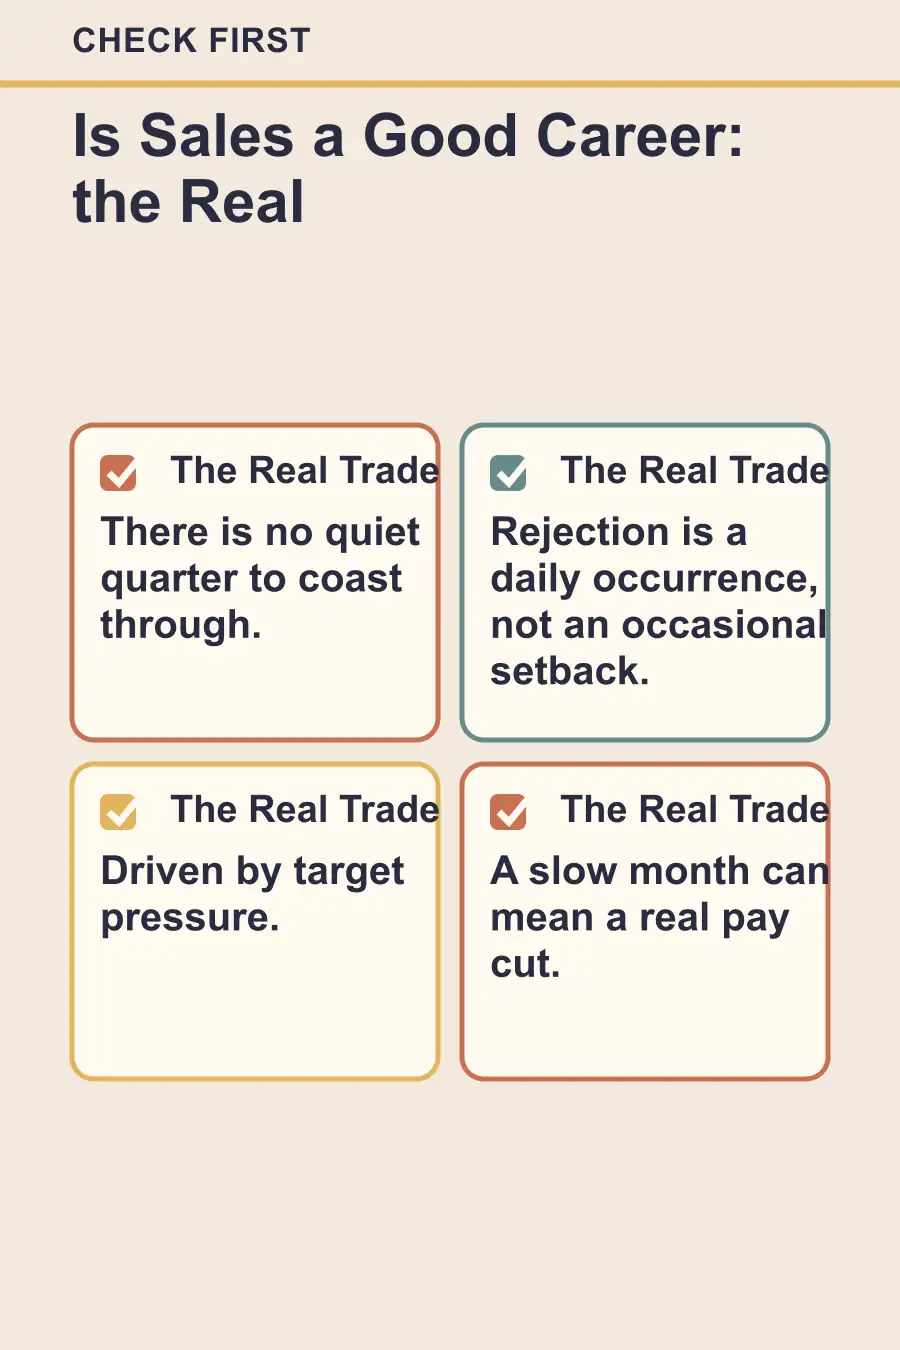 CHECK FIRST
Is Sales a Good Career:
the Real
The Real Trade
There is no quiet
quarter to coast
through.
The Real Trade
Rejection is a
daily occurrence,
not an occasional
setback.
The Real Trade
Driven by target
pressure.
The Real Trade
A slow month can
mean a real pay
cut.